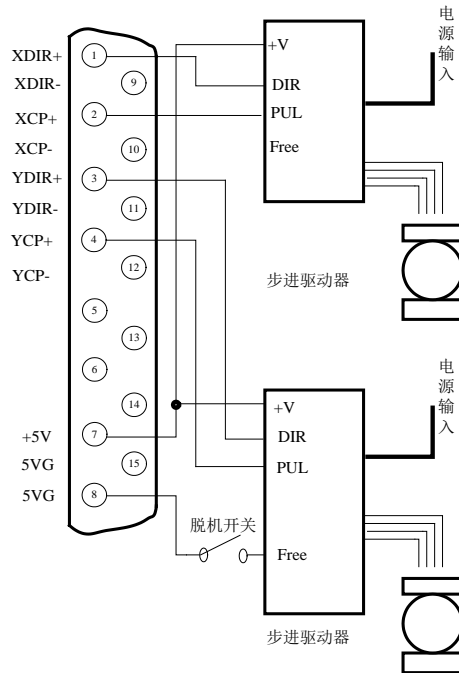 XDIR+
XDIR-
XCP+
XCP-
YDIR+
YDIR-
YCP+
YCP-
+5V
5VG
5VG
1
9
2
10
3
11
4
12
5
13
6
14
7
15
8
+V
DIR
PUL
Free
电源输入
步进驱动器
+V
DIR
PUL
Free
电源输入
脱机开关
步进驱动器